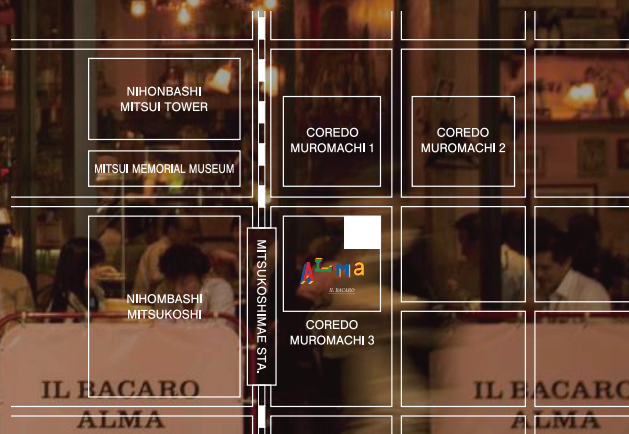 NIHONBASHI
MITSUI TOWER
MITSUI MEMORIAL MUSEUM
COREDO
MUROMACHI 1
COREDO
MUROMACHI 2
NIHOMBASHI
MITSUKOSHI
MITSUKOSHIMAE STA.
ALMA
IL BACARO
COREDO
MUROMACHI 3
IL BACARO
ALMA
IL BACARO
ALMA